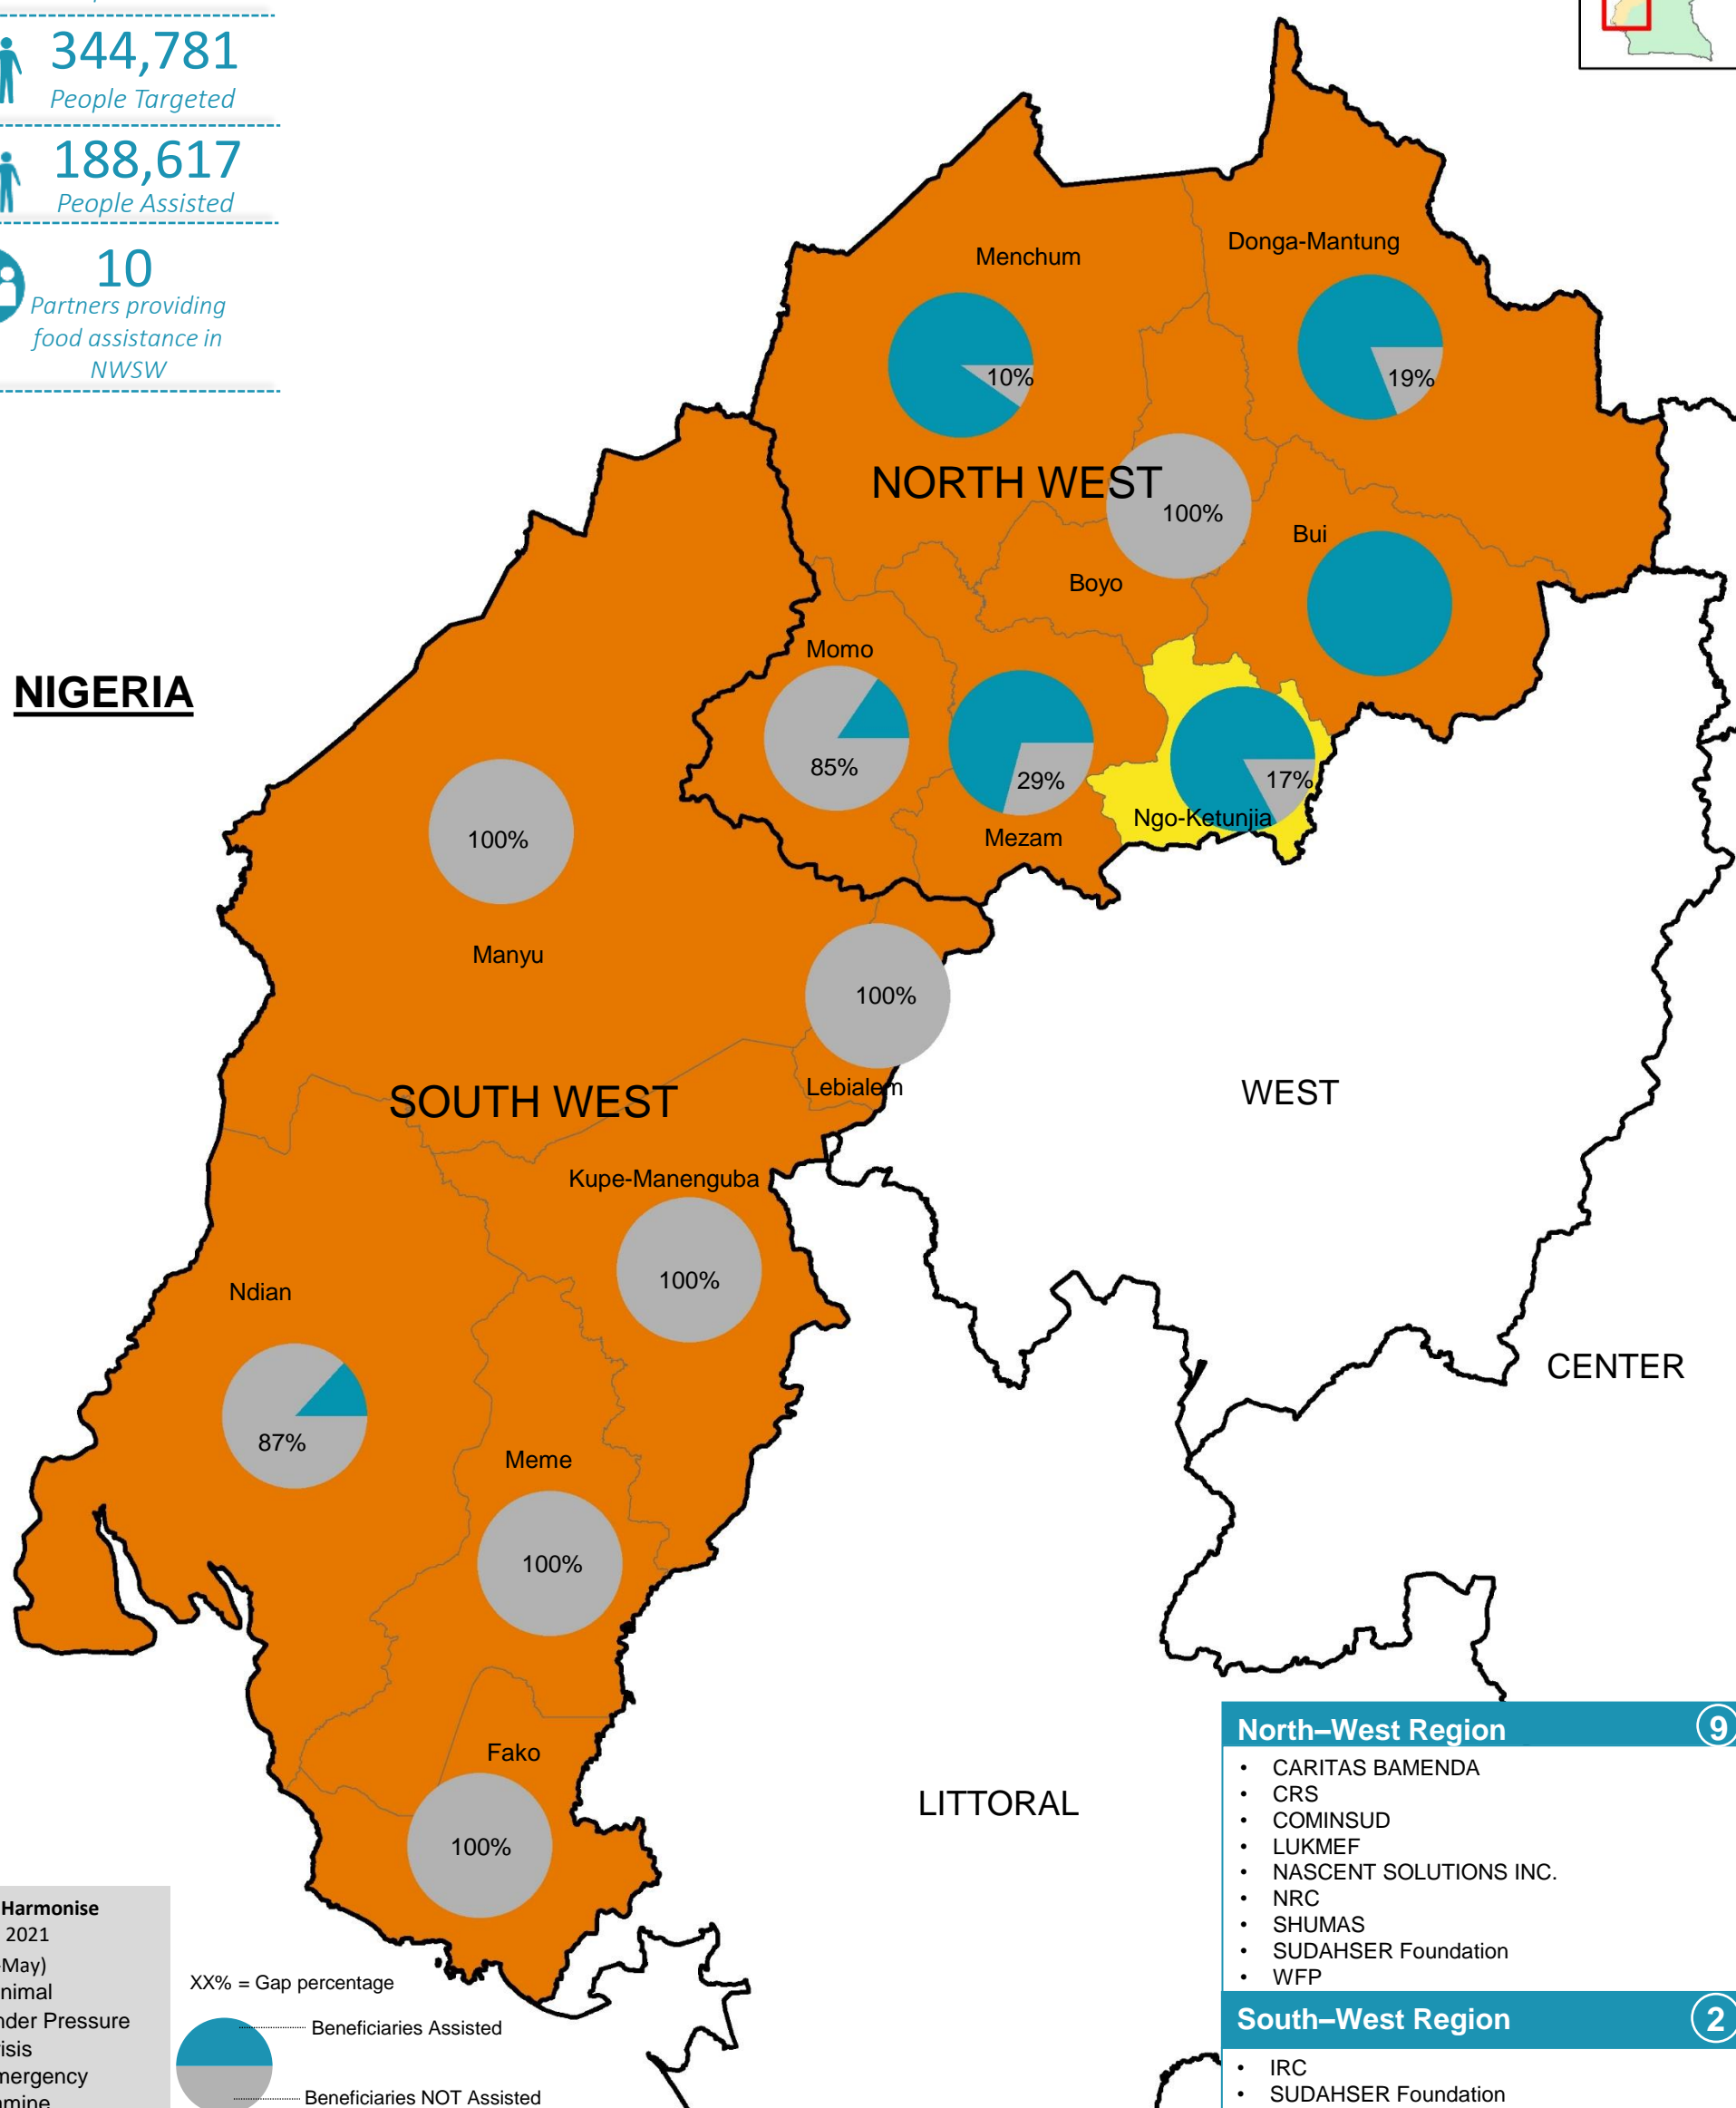 344,781
People Targeted
188,617
People Assisted
10
Partners providing
food assistance in
NWSW
Menchum
Donga-Mantung
10%
19%
NORTH WEST
100%
Bui
Boyo
Momo
NIGERIA
85%
29%
17%
Ngo-Ketunjia
Mezam
100%
Manyu
100%
Lebialem
WEST
SOUTH WEST
Kupe-Manenguba
100%
Ndian
CENTER
87%
Meme
100%
Fako
LITTORAL
100%
North–West Region 9
• CARITAS BAMENDA
• CRS
• COMINSUD
• LUKMEF
• NASCENT SOLUTIONS INC.
• NRC
• SHUMAS
• SUDAHSER Foundation
• WFP
South–West Region 2
• IRC
• SUDAHSER Foundation
Harmonise
2021
May)
nimal
nder Pressure
isis
mergency
amine
XX% = Gap percentage
Beneficiaries Assisted
Beneficiaries NOT Assisted